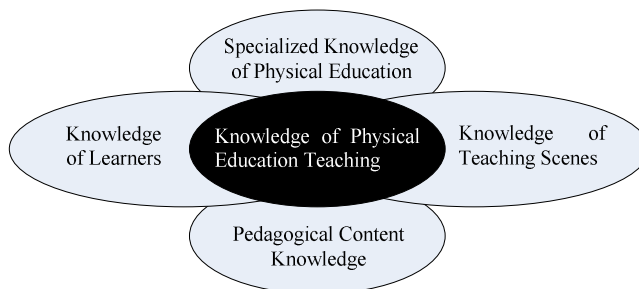 Specialized Knowledge
of Physical Education
Knowledge
of Learners
Knowledge of Physical
Education Teaching
Knowledge of
Teaching Scenes
Pedagogical Content
Knowledge